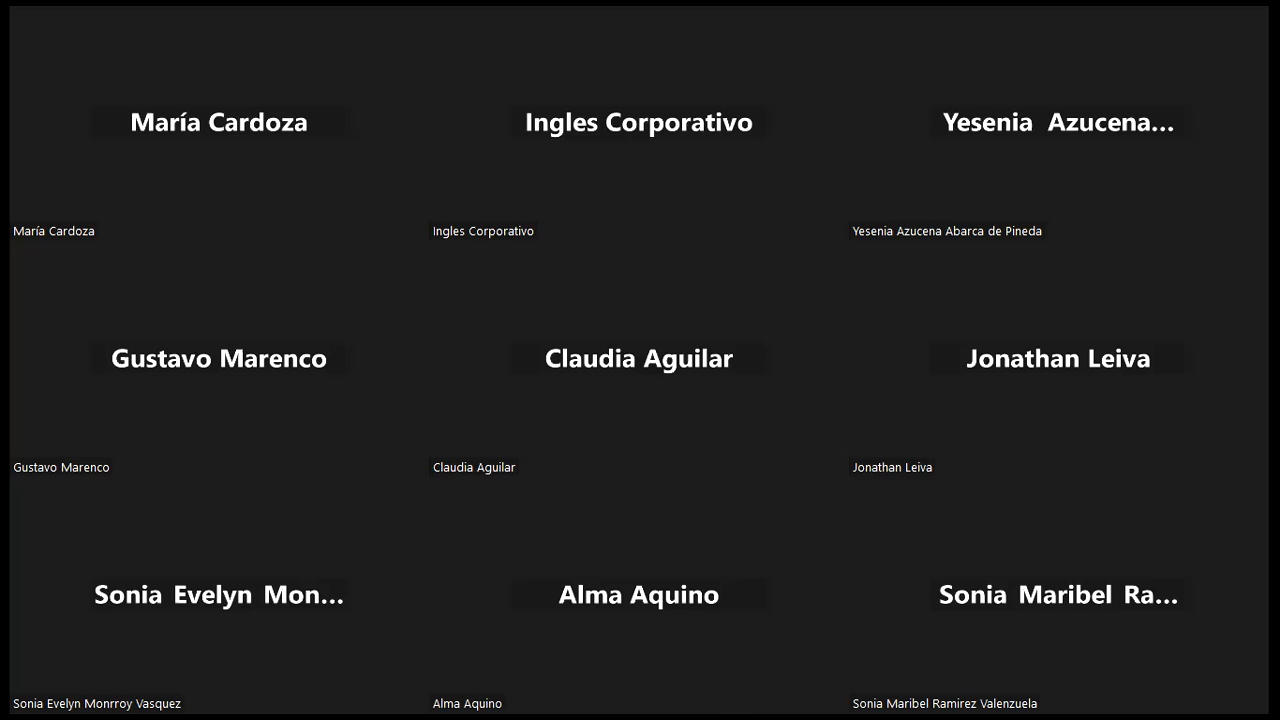 María Cardoza
Ingles Corporativo
Yesenia Azucena...
María Cardoza
Ingles Corporativo
Yesenia Azucena Abarca de Pineda
Gustavo Marenco
Claudia Aguilar
Jonathan Leiva
Gustavo Marenco
Claudia Aguilar
Jonathan Leiva
Sonia Evelyn Mon...
Alma Aquino
Sonia Maribel Ra...
Sonia Evelyn Monrroy Vasquez
Alma Aquino
Sonia Maribel Ramirez Valenzuela